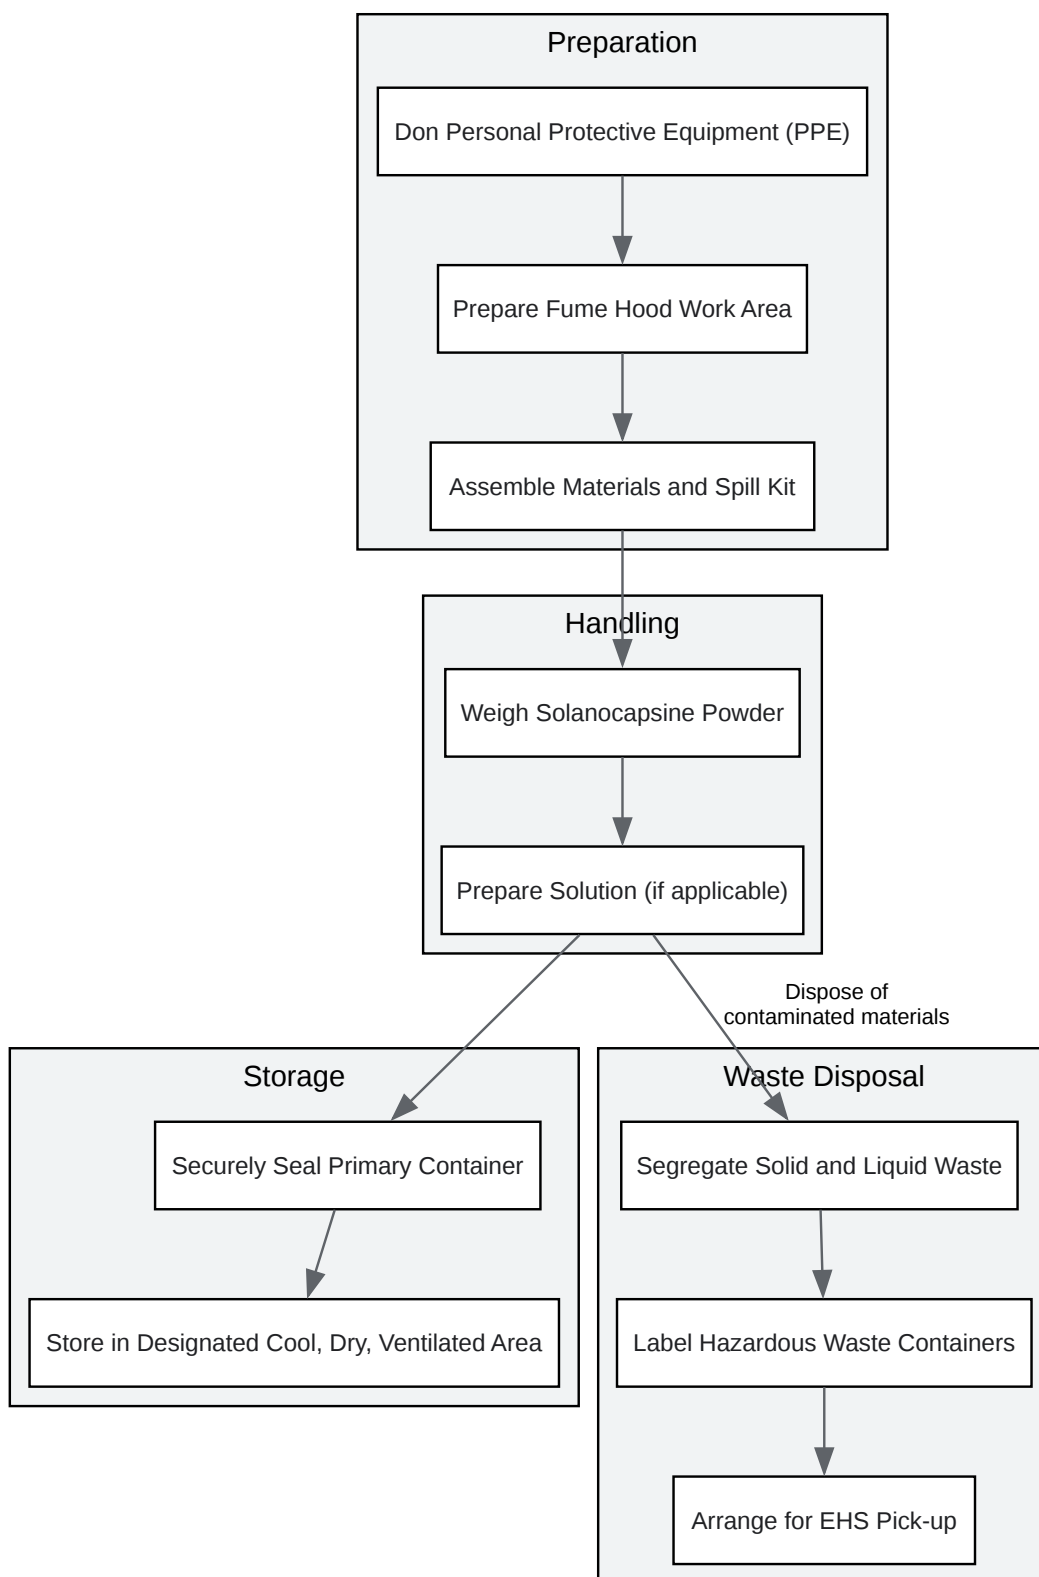 Preparation
Don Personal Protective Equipment (PPE)
Prepare Fume Hood Work Area
Assemble Materials and Spill Kit
Handling
Weigh Solanocapsine Powder
Prepare Solution (if applicable)
Dispose of
contaminated materials
Storage
Securely Seal Primary Container
Store in Designated Cool, Dry, Ventilated Area
Waste Disposal
Segregate Solid and Liquid Waste
Label Hazardous Waste Containers
Arrange for EHS Pick-up